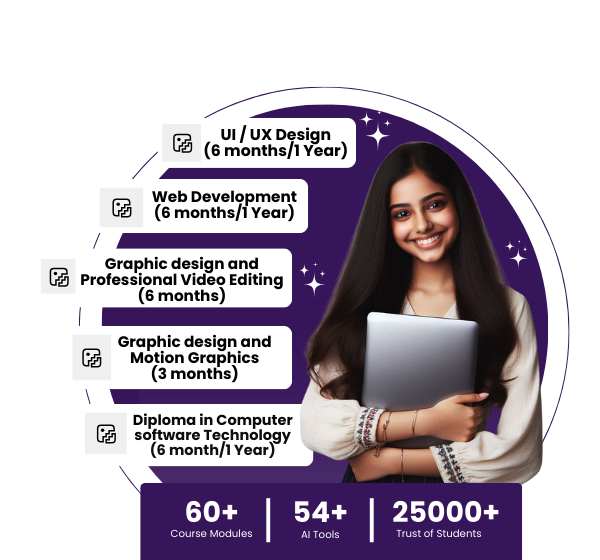 UI / UX Design
(6 months/1 Year)
Web Development
(6 months/1 Year)
Graphic design and
Professional Video Editing
(6 months)
Graphic design and
Motion Graphics
(3 months)
Diploma in Computer
software Technology
(6 month/1 Year)
60+
Course Modules
54+
AI Tools
25000+
Trust of Students